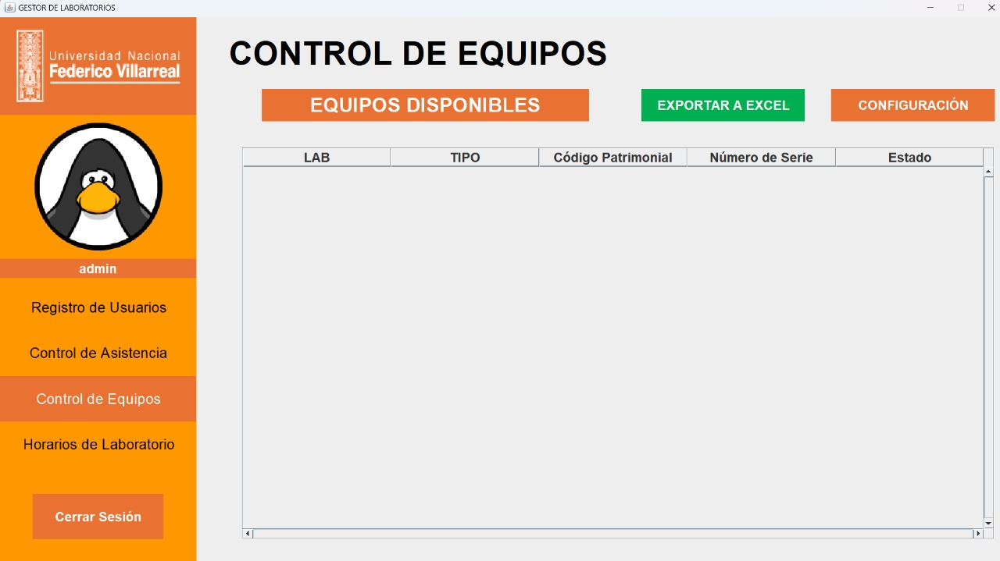 GESTOR DE LABORATORIOS
Universidad Nacional
Federico Villarreal
admin
Registro de Usuarios
Control de Asistencia
Control de Equipos
Horarios de Laboratorio
Cerrar Sesión
CONTROL DE EQUIPOS
EQUIPOS DISPONIBLES
EXPORTAR A EXCEL
CONFIGURACIÓN
LAB TIPO Código Patrimonial Número de Serie Estado